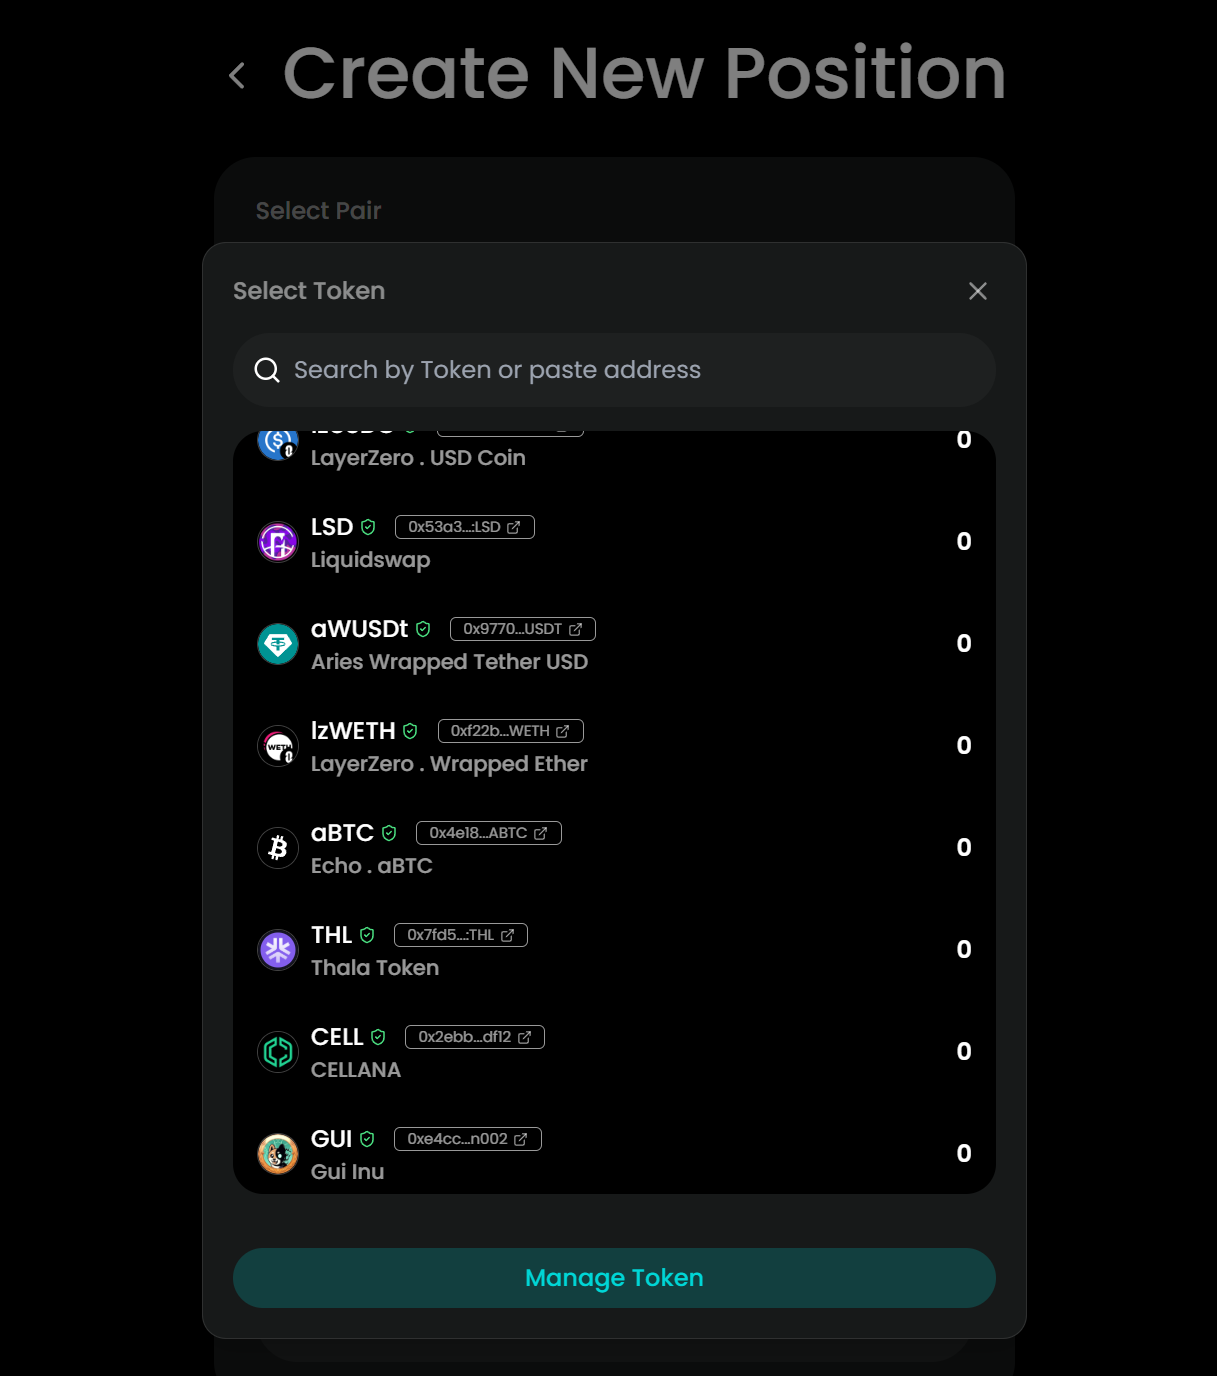 Create New Position
Select Pair
Select Token
Search by Token or paste address
0
LayerZero . USD Coin
LSD 0x53a3...:LSD
0
Liquidswap
aWUSDt 0x9770...USDT
0
Aries Wrapped Tether USD
lzWETH 0xf22b...WETH
0
LayerZero . Wrapped Ether
aBTC 0x4e18...ABTC
0
Echo . aBTC
THL 0x7fd5...:THL
0
Thala Token
CELL 0x2ebb...df12
0
CELLANA
GUI 0xe4cc...n002
0
Gui Inu
Manage Token